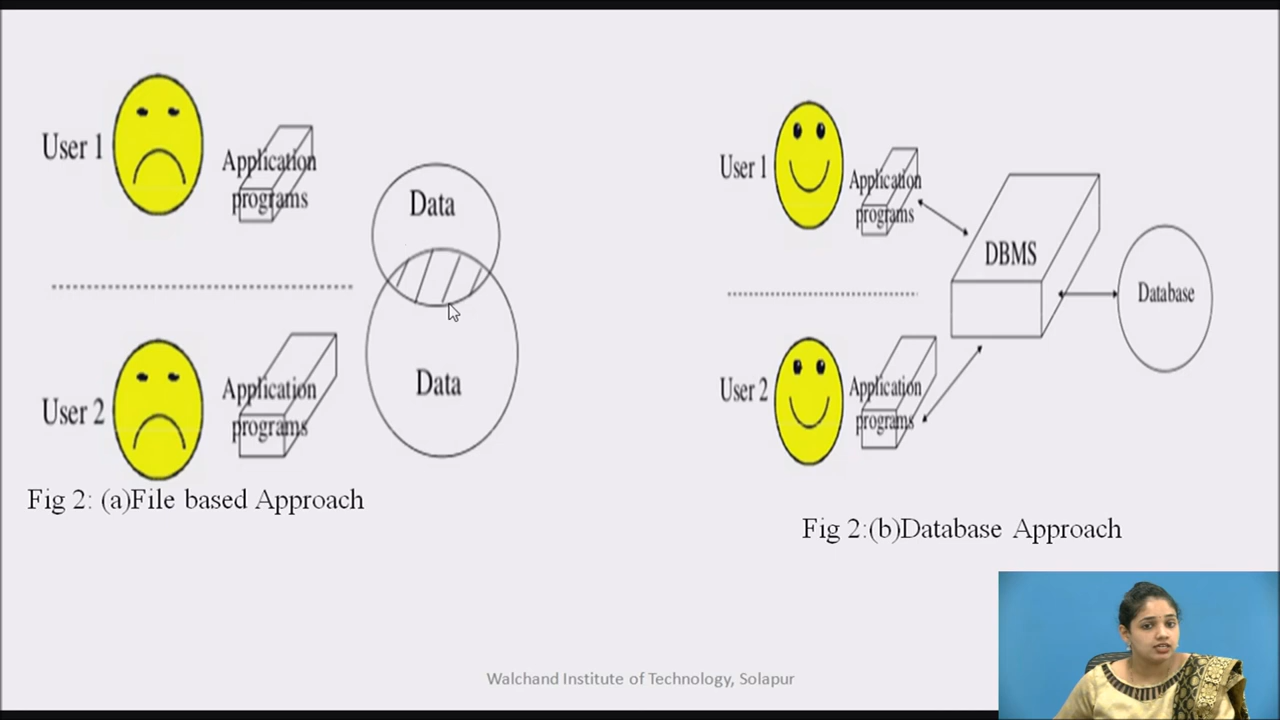 User 1
Application
programs
Data
User 2
Application
programs
Data
Fig 2: (a)File based Approach
User 1
Application
programs
DBMS
Database
User 2
Application
programs
Fig 2:(b)Database Approach
Walchand Institute of Technology, Solapur